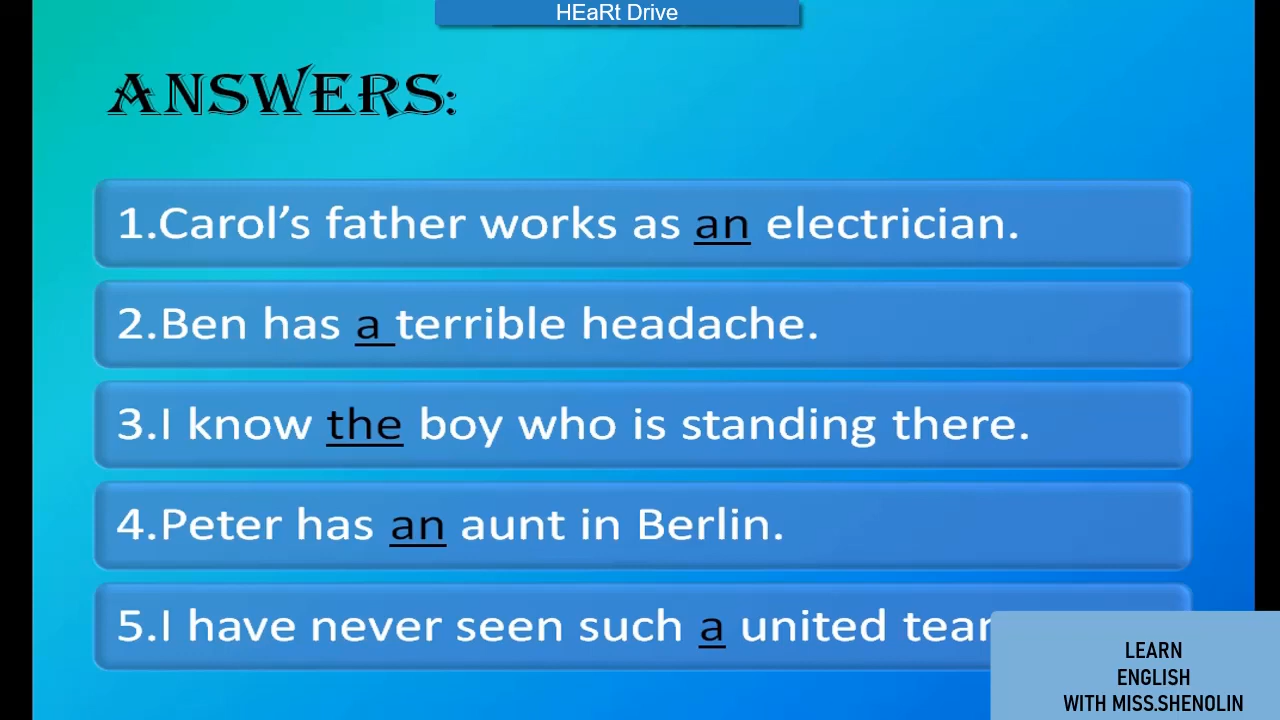 HEaRt Drive
ANSWERS:
1.Carol’s father works as an electrician.
2.Ben has a terrible headache.
3.I know the boy who is standing there.
4.Peter has an aunt in Berlin.
5.I have never seen such a united
LEARN
ENGLISH
WITH MISS.SHENOLIN